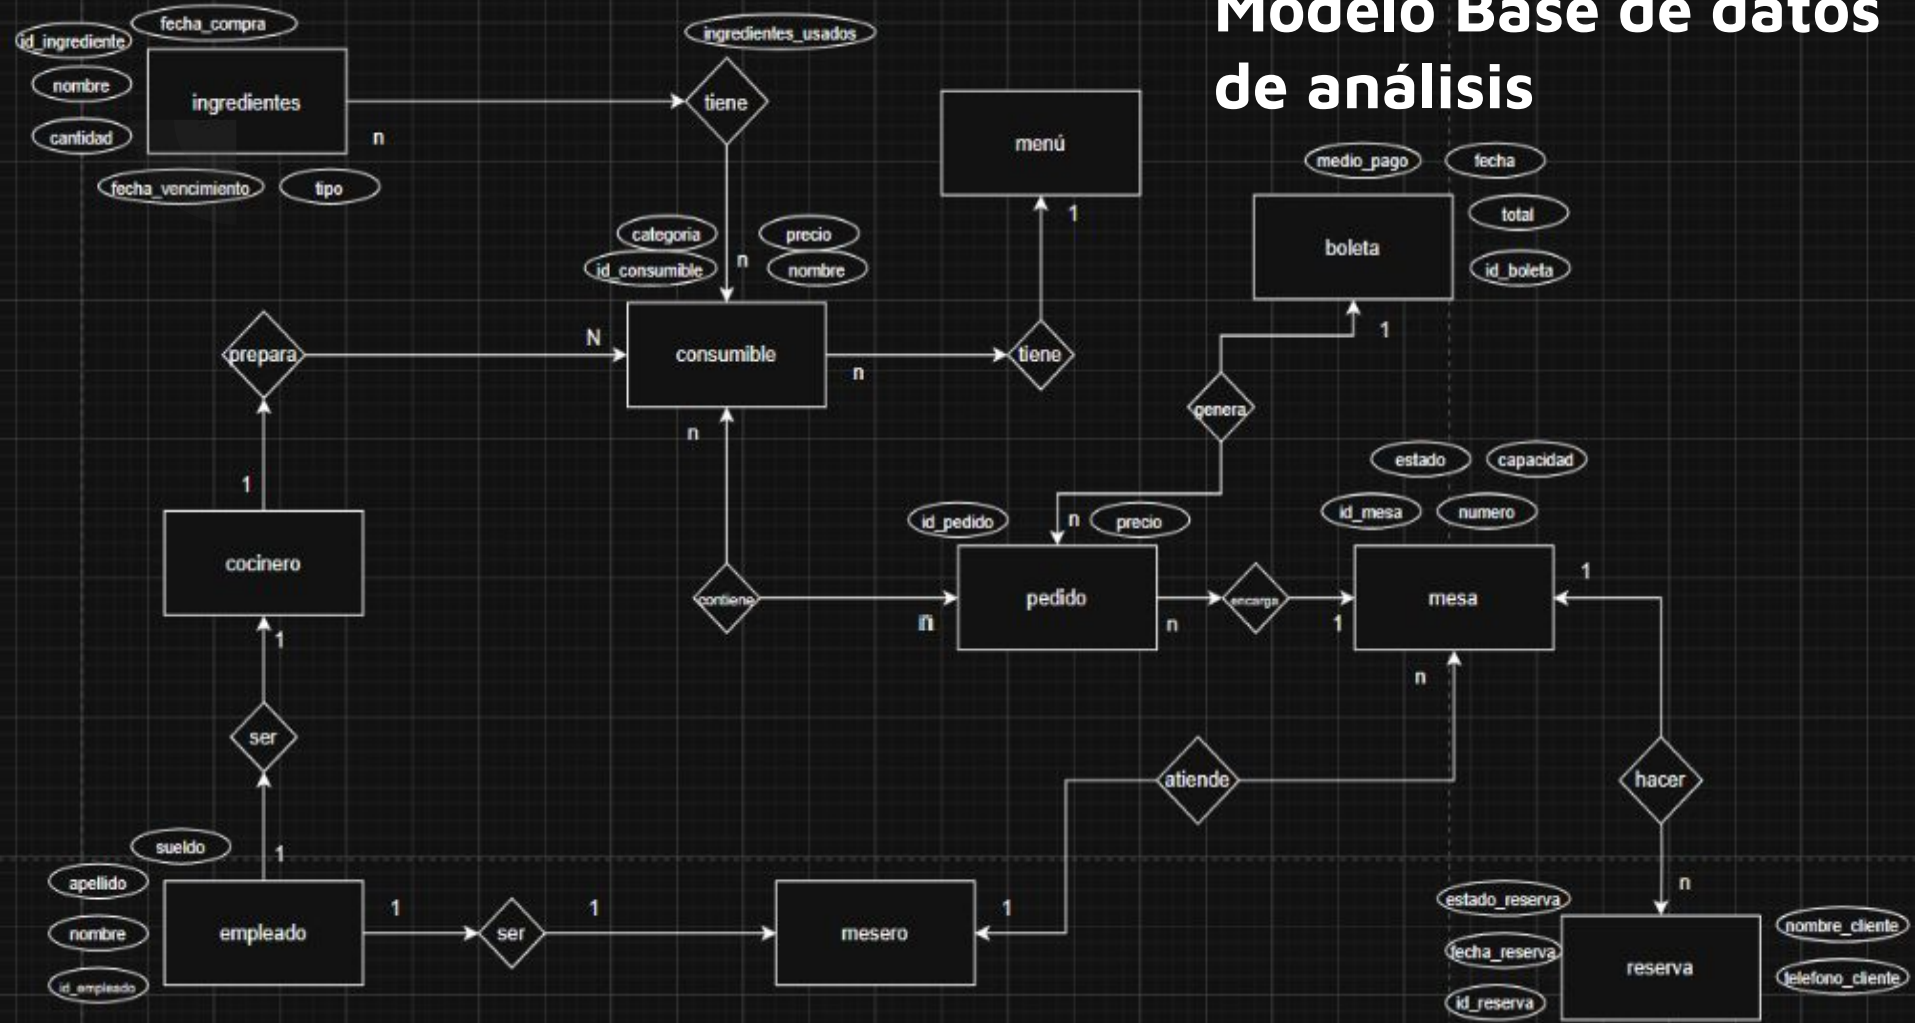 Modelo Base de datos
de análisis
fecha_compra
id_ingrediente
nombre
cantidad
ingredientes
n
fecha_vencimiento
tipo
ingredientes_usados
tiene
menú
1
medio_pago
fecha
total
id_boleta
boleta
1
categoria
precio
id_consumible
nombre
n
consumible
N
n
n
prepara
tiene
genera
1
cocinero
1
contiene
id_pedido
n
precio
pedido
n
encarga
1
estado
capacidad
id_mesa
numero
mesa
1
n
ser
atiende
hacer
sueldo
1
apellido
nombre
id_empleado
empleado
1
ser
1
mesero
1
n
estado_reserva
fecha_reserva
id_reserva
reserva
nombre_cliente
telefono_cliente